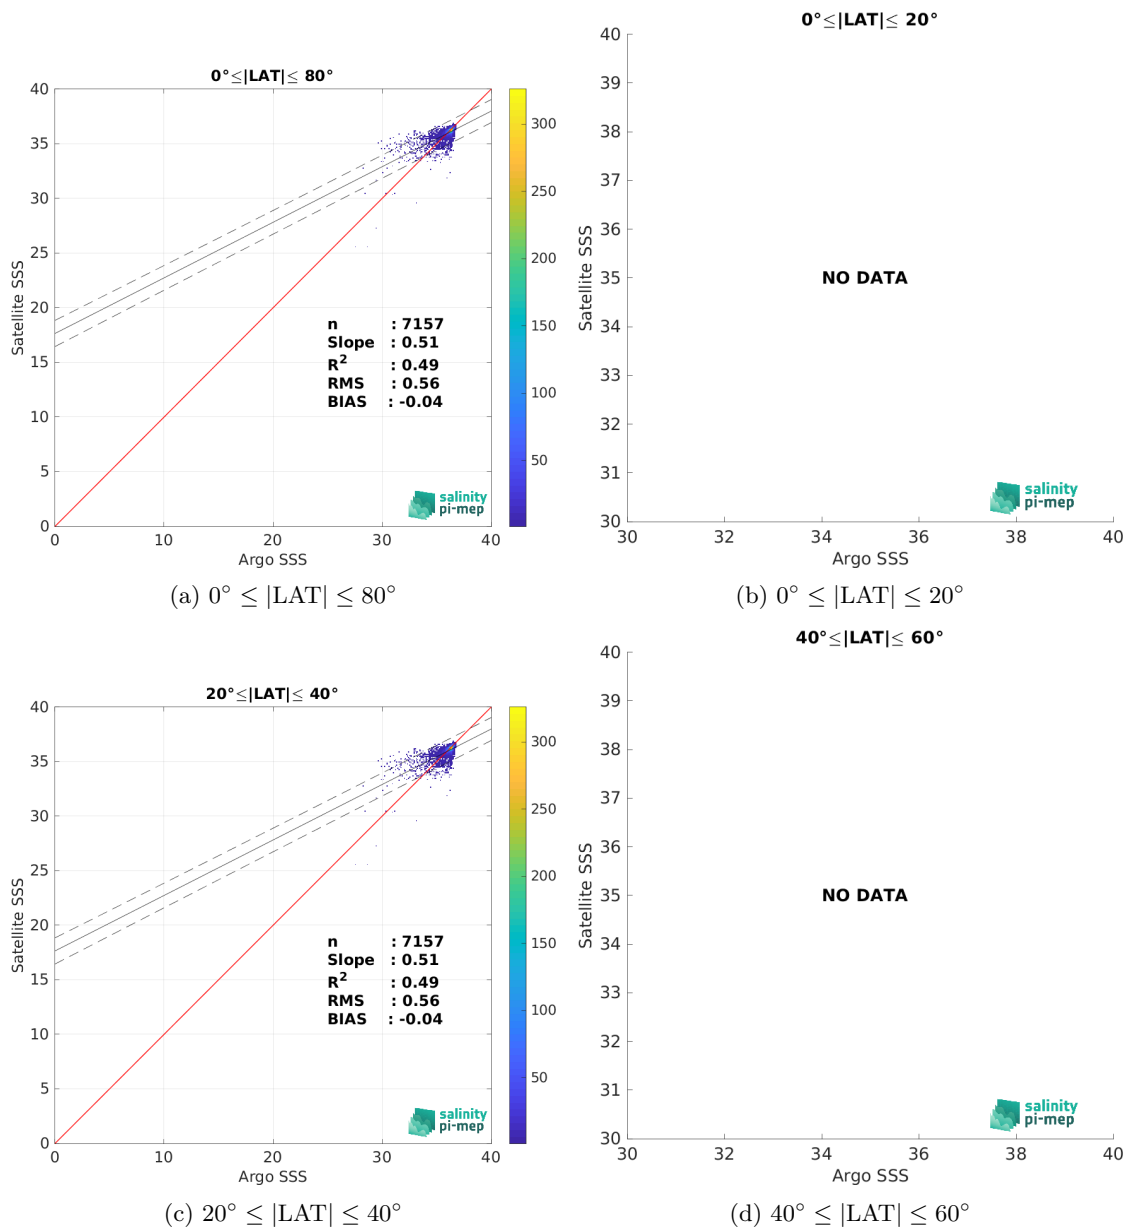 0°≤|LAT|≤ 80°
40
35
30
25
20
15
10
5
0
0
10
20
30
40
Satellite SSS
Argo SSS
n : 7157
Slope : 0.51
R² : 0.49
RMS : 0.56
BIAS : -0.04
salinity
pi-mep
300
250
200
150
100
50
(a) 0° ≤ |LAT| ≤ 80°
0°≤|LAT|≤ 20°
40
39
38
37
36
35
34
33
32
31
30
30
32
34
36
38
40
Satellite SSS
Argo SSS
NO DATA
salinity
pi-mep
(b) 0° ≤ |LAT| ≤ 20°
20°≤|LAT|≤ 40°
40
35
30
25
20
15
10
5
0
0
10
20
30
40
Satellite SSS
Argo SSS
n : 7157
Slope : 0.51
R² : 0.49
RMS : 0.56
BIAS : -0.04
salinity
pi-mep
300
250
200
150
100
50
(c) 20° ≤ |LAT| ≤ 40°
40°≤|LAT|≤ 60°
40
39
38
37
36
35
34
33
32
31
30
30
32
34
36
38
40
Satellite SSS
Argo SSS
NO DATA
salinity
pi-mep
(d) 40° ≤ |LAT| ≤ 60°